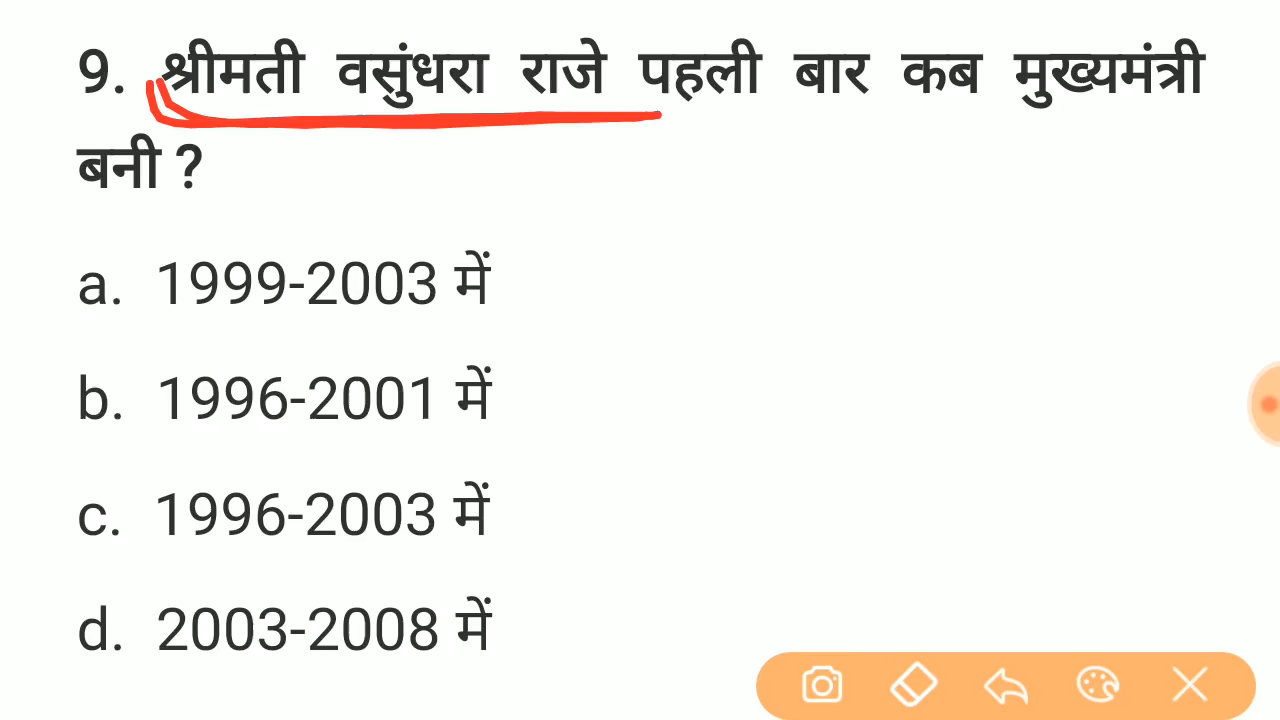 9. श्रीमती वसुंधरा राजे पहली बार कब मुख्यमंत्री
बनी ?
a. 1999-2003 में
b. 1996-2001 में
c. 1996-2003 में
d. 2003-2008 में